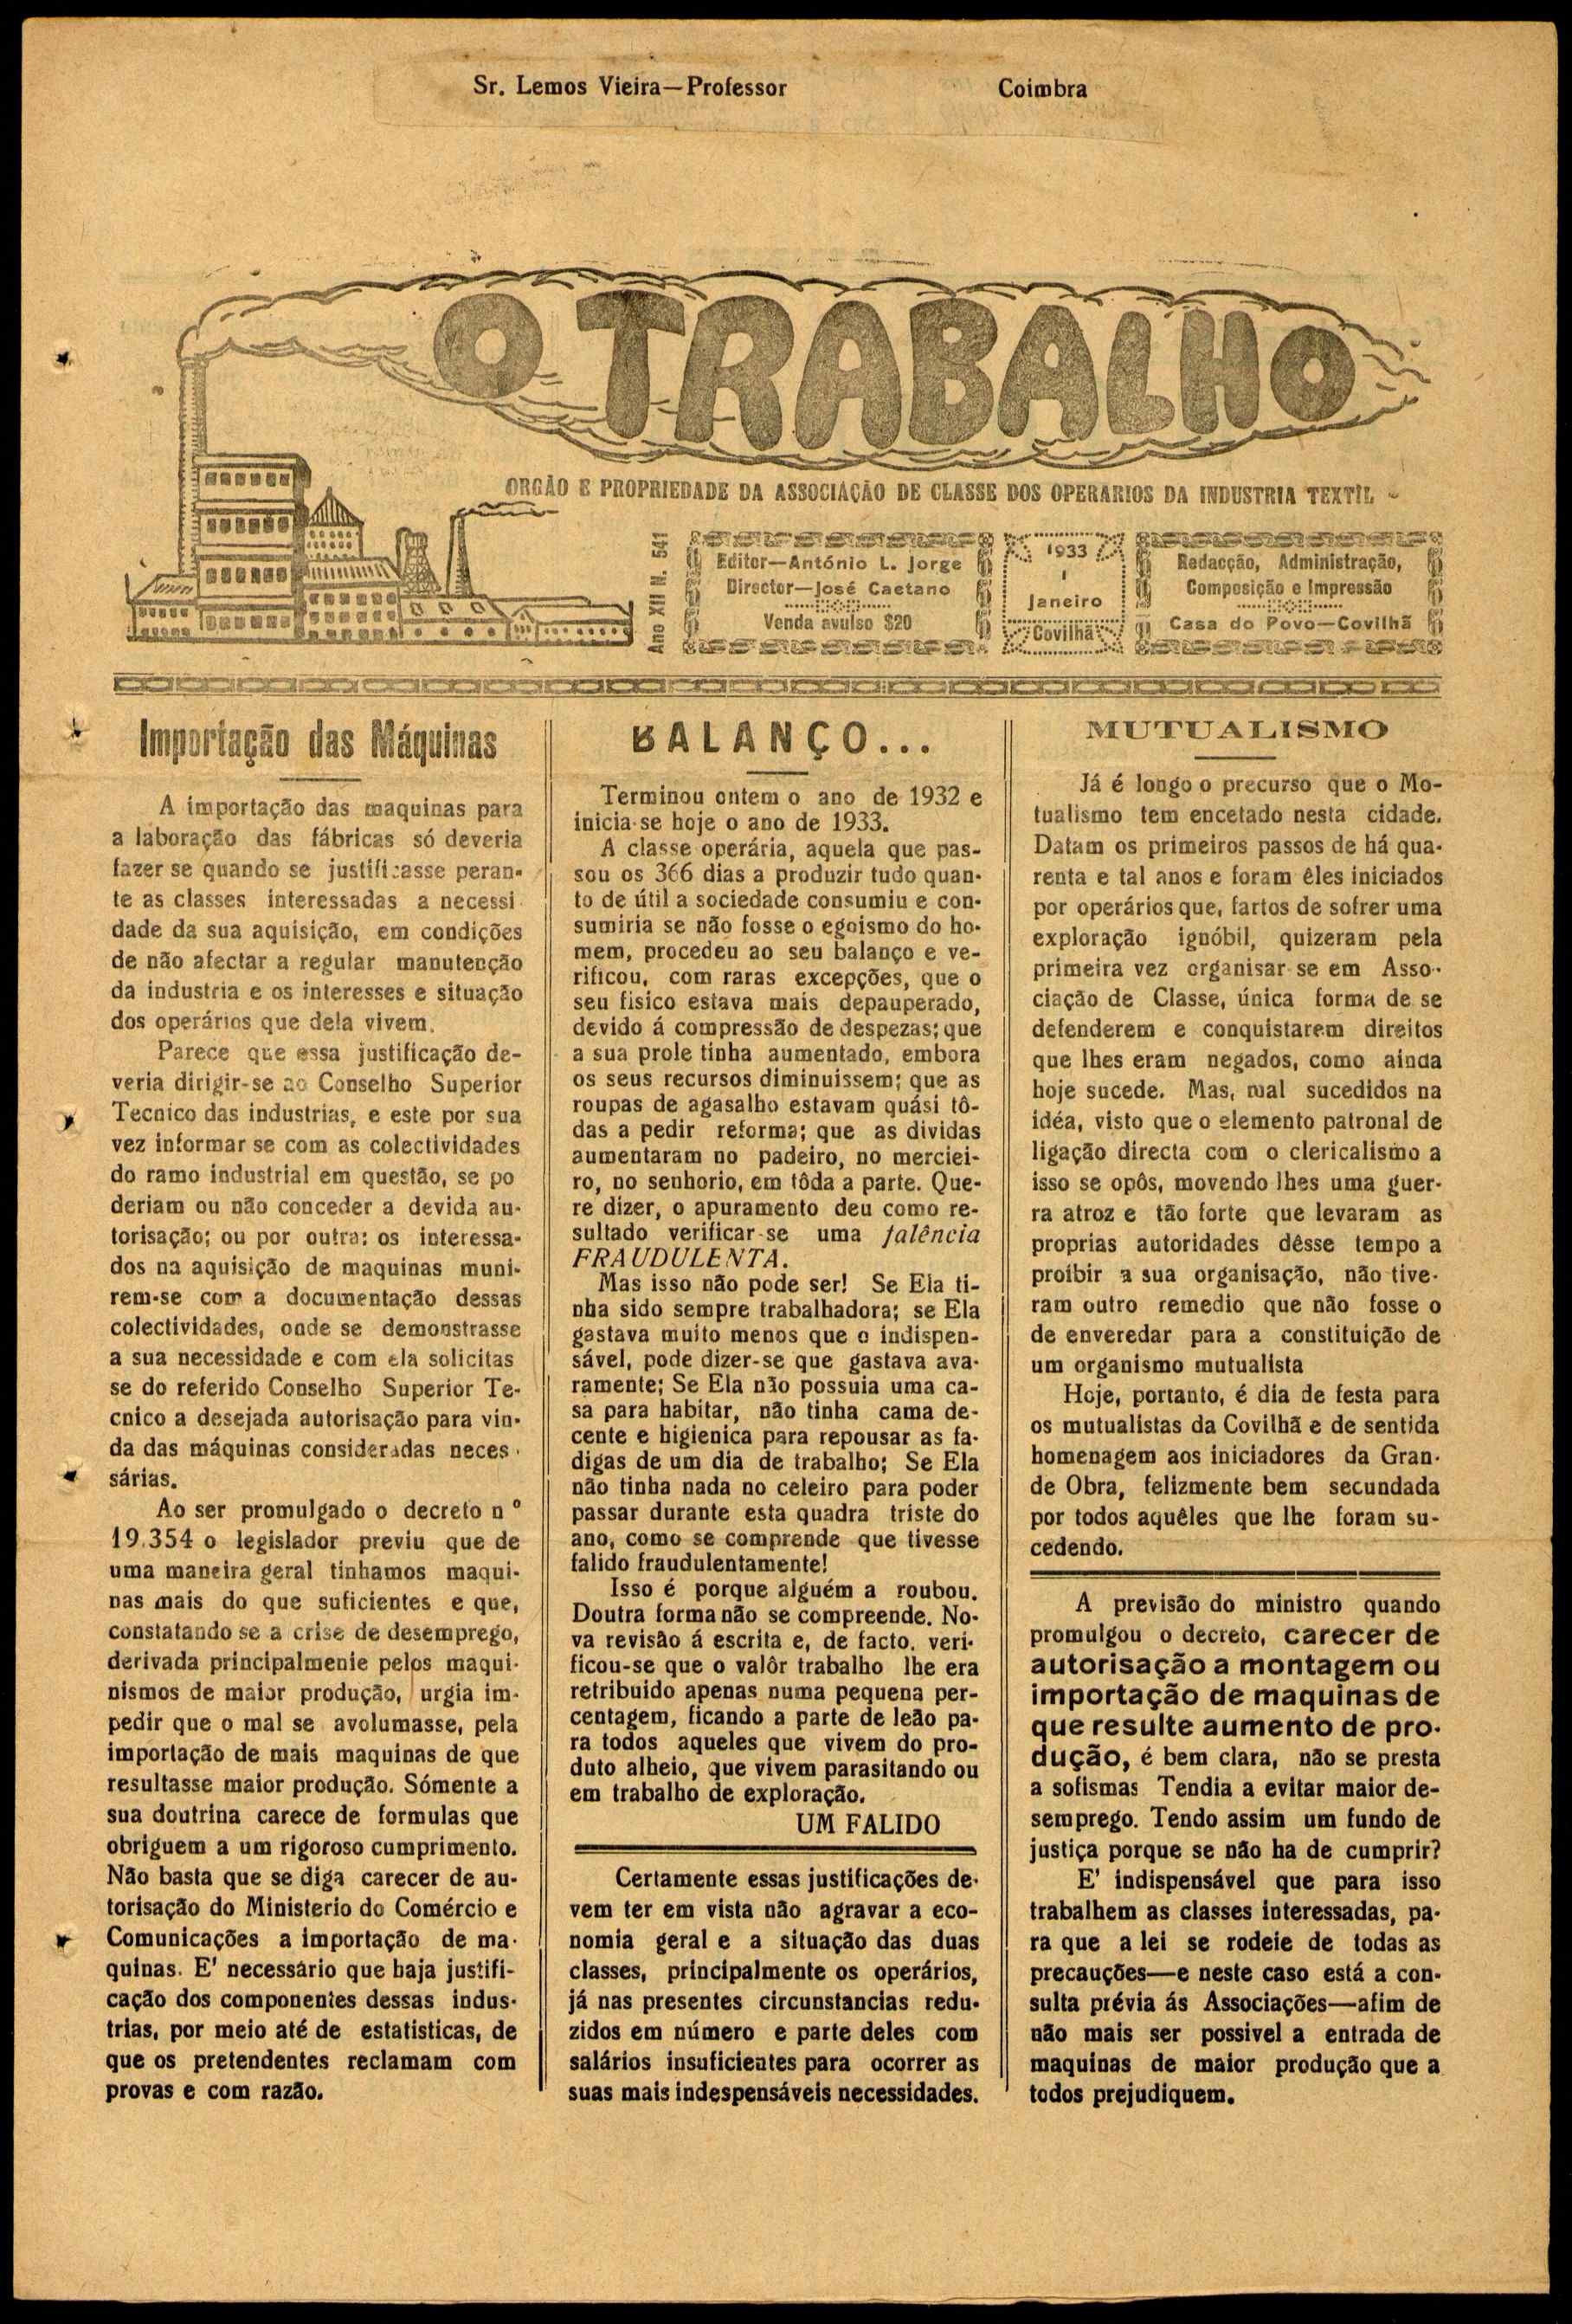 Sr. Lemos Vieira—Professor Coimbra
O TRABALHO
ORGÃO E PROPRIEDADE DA ASSOCIAÇÃO DE CLASSE DOS OPERARIOS DA INDUSTRIA TEXTIL
Ano XII N. 541
Editor—António L. Jorge
Director—José Caetano
Venda avulso $20
1933
1
Janeiro
Covilhã
Redacção, Administração,
Composição e Impressão
Casa do Povo—Covilhã
Importação das Máquinas
A importação das maquinas para
a laboração das fábricas só deveria
fazer se quando se justificasse peran-
te as classes interessadas a necessi
dade da sua aquisição, em condições
de não afectar a regular manutenção
da industria e os interesses e situação
dos operários que dela vivem.
Parece que essa justificação de-
veria dirigir-se ao Conselho Superior
Tecnico das industrias, e este por sua
vez informar se com as colectividades
do ramo industrial em questão, se po
deriam ou não conceder a devida au-
torisação; ou por outra: os interessa-
dos na aquisição de maquinas muni-
rem-se com a documentação dessas
colectividades, onde se demonstrasse
a sua necessidade e com ela solicitas
se do referido Conselho Superior Te-
cnico a desejada autorisação para vin-
da das máquinas consideradas neces-
sárias.
Ao ser promulgado o decreto n º
19.354 o legislador previu que de
uma maneira geral tinhamos maqui-
nas mais do que suficientes e que,
constatando se a crise de desemprego,
derivada principalmente pelos maqui-
nismos de maior produção, urgia im-
pedir que o mal se avolumasse, pela
importação de mais maquinas de que
resultasse maior produção. Sómente a
sua doutrina carece de formulas que
obriguem a um rigoroso cumprimento.
Não basta que se diga carecer de au-
torisação do Ministerio do Comércio e
Comunicações a importação de ma-
quinas. E' necessário que haja justifi-
cação dos componentes dessas indus-
trias, por meio até de estatisticas, de
que os pretendentes reclamam com
provas e com razão.
BALANÇO...
Terminou ontem o ano de 1932 e
inicia-se hoje o ano de 1933.
A classe operária, aquela que pas-
sou os 366 dias a produzir tudo quan-
to de útil a sociedade consumiu e con-
sumiria se não fosse o egoismo do ho-
mem, procedeu ao seu balanço e ve-
rificou, com raras excepções, que o
seu fisico estava mais depauperado,
devido á compressão de despezas; que
a sua prole tinha aumentado, embora
os seus recursos diminuissem; que as
roupas de agasalho estavam quási tô-
das a pedir reforma; que as dividas
aumentaram no padeiro, no merciei-
ro, no senhorio, em tôda a parte. Que-
re dizer, o apuramento deu como re-
sultado verificar-se uma falência
FRAUDULENTA.
Mas isso não pode ser! Se Ela ti-
nha sido sempre trabalhadora; se Ela
gastava muito menos que o indispen-
sável, pode dizer-se que gastava ava-
ramente; Se Ela não possuia uma ca-
sa para habitar, não tinha cama de-
cente e higienica para repousar as fa-
digas de um dia de trabalho; Se Ela
não tinha nada no celeiro para poder
passar durante esta quadra triste do
ano, como se comprende que tivesse
falido fraudulentamente!
Isso é porque alguém a roubou.
Doutra forma não se compreende. No-
va revisão á escrita e, de facto, veri-
ficou-se que o valôr trabalho lhe era
retribuido apenas numa pequena per-
centagem, ficando a parte de leão pa-
ra todos aqueles que vivem do pro-
duto alheio, que vivem parasitando ou
em trabalho de exploração.
UM FALIDO
Certamente essas justificações de-
vem ter em vista não agravar a eco-
nomia geral e a situação das duas
classes, principalmente os operários,
já nas presentes circunstancias redu-
zidos em número e parte deles com
salários insuficientes para ocorrer as
suas mais indespensáveis necessidades.
MUTUALISMO
Já é longo o precurso que o Mo-
tualismo tem encetado nesta cidade.
Datam os primeiros passos de há qua-
renta e tal anos e foram êles iniciados
por operários que, fartos de sofrer uma
exploração ignóbil, quizeram pela
primeira vez organisar-se em Asso-
ciação de Classe, única forma de se
defenderem e conquistarem direitos
que lhes eram negados, como ainda
hoje sucede. Mas, mal sucedidos na
idéa, visto que o elemento patronal de
ligação directa com o clericalismo a
isso se opôs, movendo lhes uma guer-
ra atroz e tão forte que levaram as
proprias autoridades dêsse tempo a
proibir a sua organisação, não tive-
ram outro remedio que não fosse o
de enveredar para a constituição de
um organismo mutualista
Hoje, portanto, é dia de festa para
os mutualistas da Covilhã e de sentida
homenagem aos iniciadores da Gran-
de Obra, felizmente bem secundada
por todos aquêles que lhe foram su-
cedendo.
A previsão do ministro quando
promulgou o decreto, carecer de
autorisação a montagem ou
importação de maquinas de
que resulte aumento de pro-
dução, é bem clara, não se presta
a sofismas Tendia a evitar maior de-
semprego. Tendo assim um fundo de
justiça porque se não ha de cumprir?
E' indispensável que para isso
trabalhem as classes interessadas, pa-
ra que a lei se rodeie de todas as
precauções—e neste caso está a con-
sulta prévia ás Associações—afim de
não mais ser possivel a entrada de
maquinas de maior produção que a
todos prejudiquem.